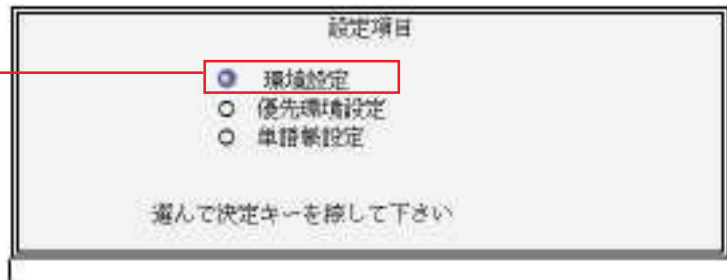 設定項目
環境設定
優先環境設定
単語帳設定
選んで決定キーを押して下さい